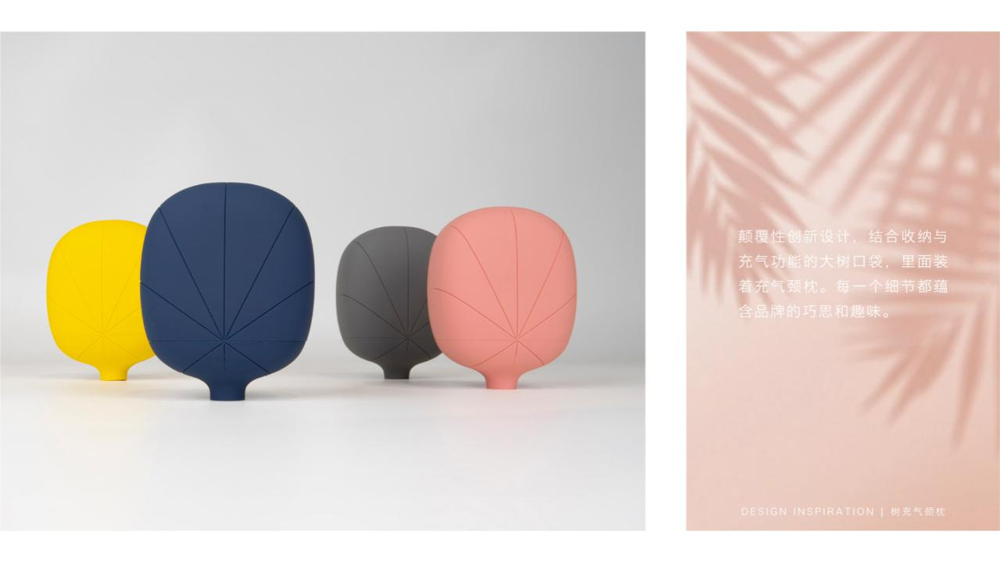 颠覆性创新设计，结合收纳与
充气功能的大树口袋，里面装
着充气颈枕。每一个细节都蕴
含品牌的巧思和趣味。
DESIGN INSPIRATION | 树充气颈枕